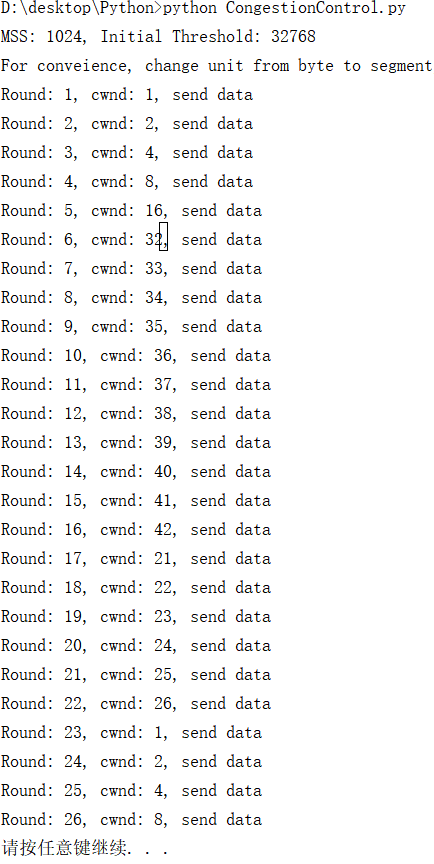 D:\desktop\Python>python CongestionControl.py
MSS: 1024, Initial Threshold: 32768
For conveience, change unit from byte to segment
Round: 1, cwnd: 1, send data
Round: 2, cwnd: 2, send data
Round: 3, cwnd: 4, send data
Round: 4, cwnd: 8, send data
Round: 5, cwnd: 16, send data
Round: 6, cwnd: 32, send data
Round: 7, cwnd: 33, send data
Round: 8, cwnd: 34, send data
Round: 9, cwnd: 35, send data
Round: 10, cwnd: 36, send data
Round: 11, cwnd: 37, send data
Round: 12, cwnd: 38, send data
Round: 13, cwnd: 39, send data
Round: 14, cwnd: 40, send data
Round: 15, cwnd: 41, send data
Round: 16, cwnd: 42, send data
Round: 17, cwnd: 21, send data
Round: 18, cwnd: 22, send data
Round: 19, cwnd: 23, send data
Round: 20, cwnd: 24, send data
Round: 21, cwnd: 25, send data
Round: 22, cwnd: 26, send data
Round: 23, cwnd: 1, send data
Round: 24, cwnd: 2, send data
Round: 25, cwnd: 4, send data
Round: 26, cwnd: 8, send data
请按任意键继续. . .